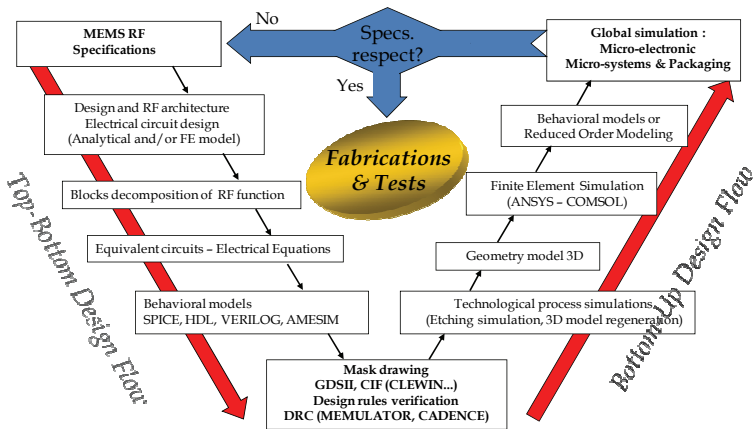 MEMS RF
Specifications
No
Specs.
respect?
Yes
Global simulation :
Micro-electronic
Micro-systems & Packaging
Design and RF architecture
Electrical circuit design
(Analytical and/or FE model)
Behavioral models or
Reduced Order Modeling
Fabrications
& Tests
Blocks decomposition of RF function
Finite Element Simulation
(ANSYS – COMSOL)
Equivalent circuits – Electrical Equations
Geometry model 3D
Behavioral models
SPICE, HDL, VERILOG, AMESIM
Technological process simulations
(Etching simulation, 3D model regeneration)
Mask drawing
GDSII, CIF (CLEWIN...)
Design rules verification
DRC (MEMULATOR, CADENCE)
Top-Bottom Design Flow
Bottom-Up Design Flow